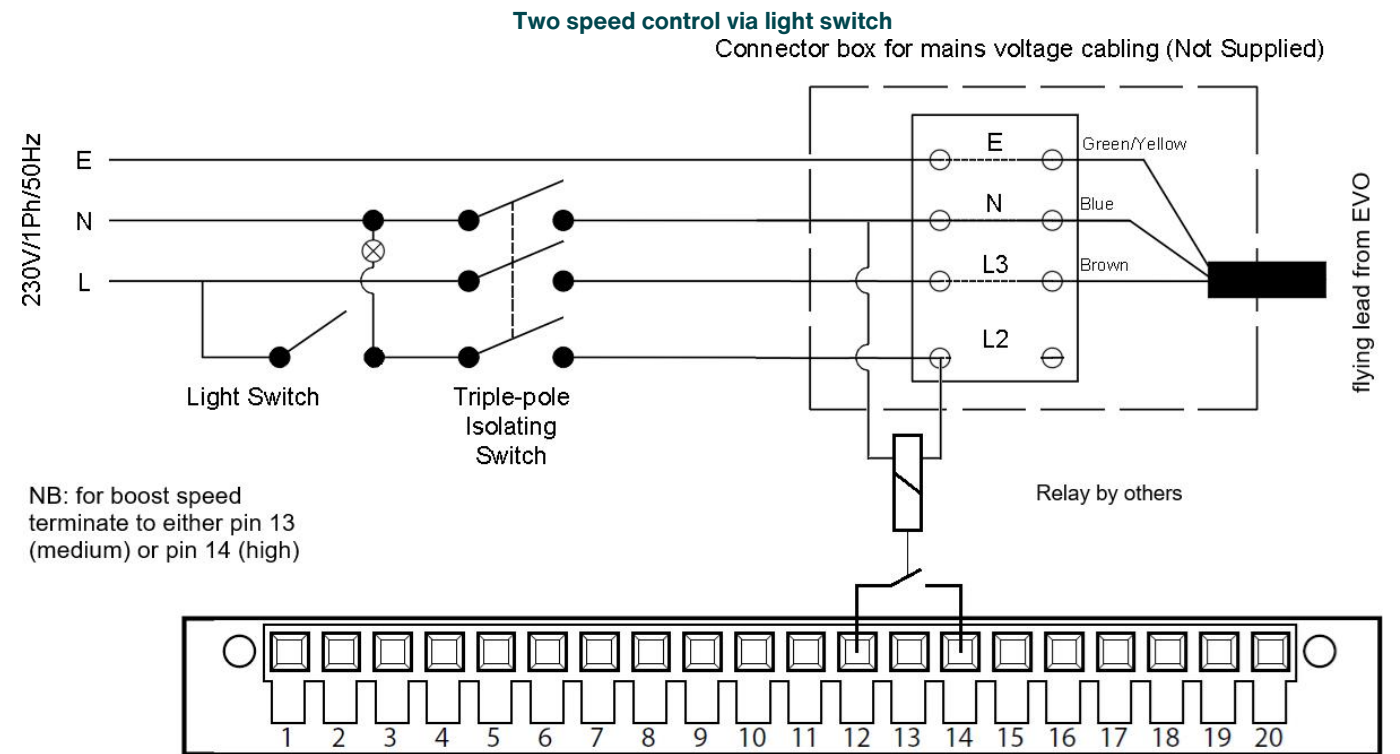 Two speed control via light switch
Connector box for mains voltage cabling (Not Supplied)
230V/1Ph/50Hz
E
N
L
E
N
L3
L2
Green/Yellow
Blue
Brown
flying lead from EVO
Light Switch
Triple-pole
Isolating
Switch
NB: for boost speed
terminate to either pin 13
(medium) or pin 14 (high)
Relay by others
1 2 3 4 5 6 7 8 9 10 11 12 13 14 15 16 17 18 19 20